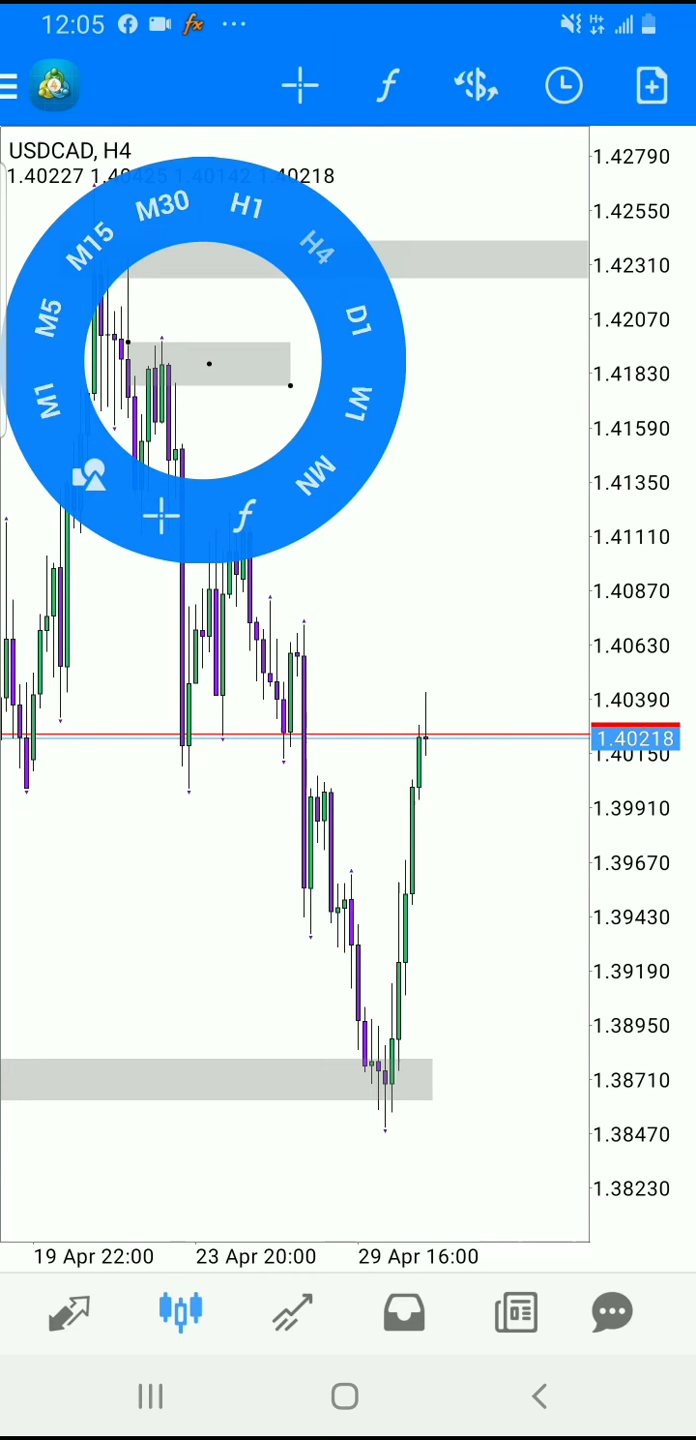 12:05
USDCAD, H4
1.40227 1.40425 1.40142 1.40218
M1
M5
M15
M30
H1
H4
D1
W1
MN
1.42790
1.42550
1.42310
1.42070
1.41830
1.41590
1.41350
1.41110
1.40870
1.40630
1.40390
1.40218
1.40150
1.39910
1.39670
1.39430
1.39190
1.38950
1.38710
1.38470
1.38230
19 Apr 22:00 23 Apr 20:00 29 Apr 16:00